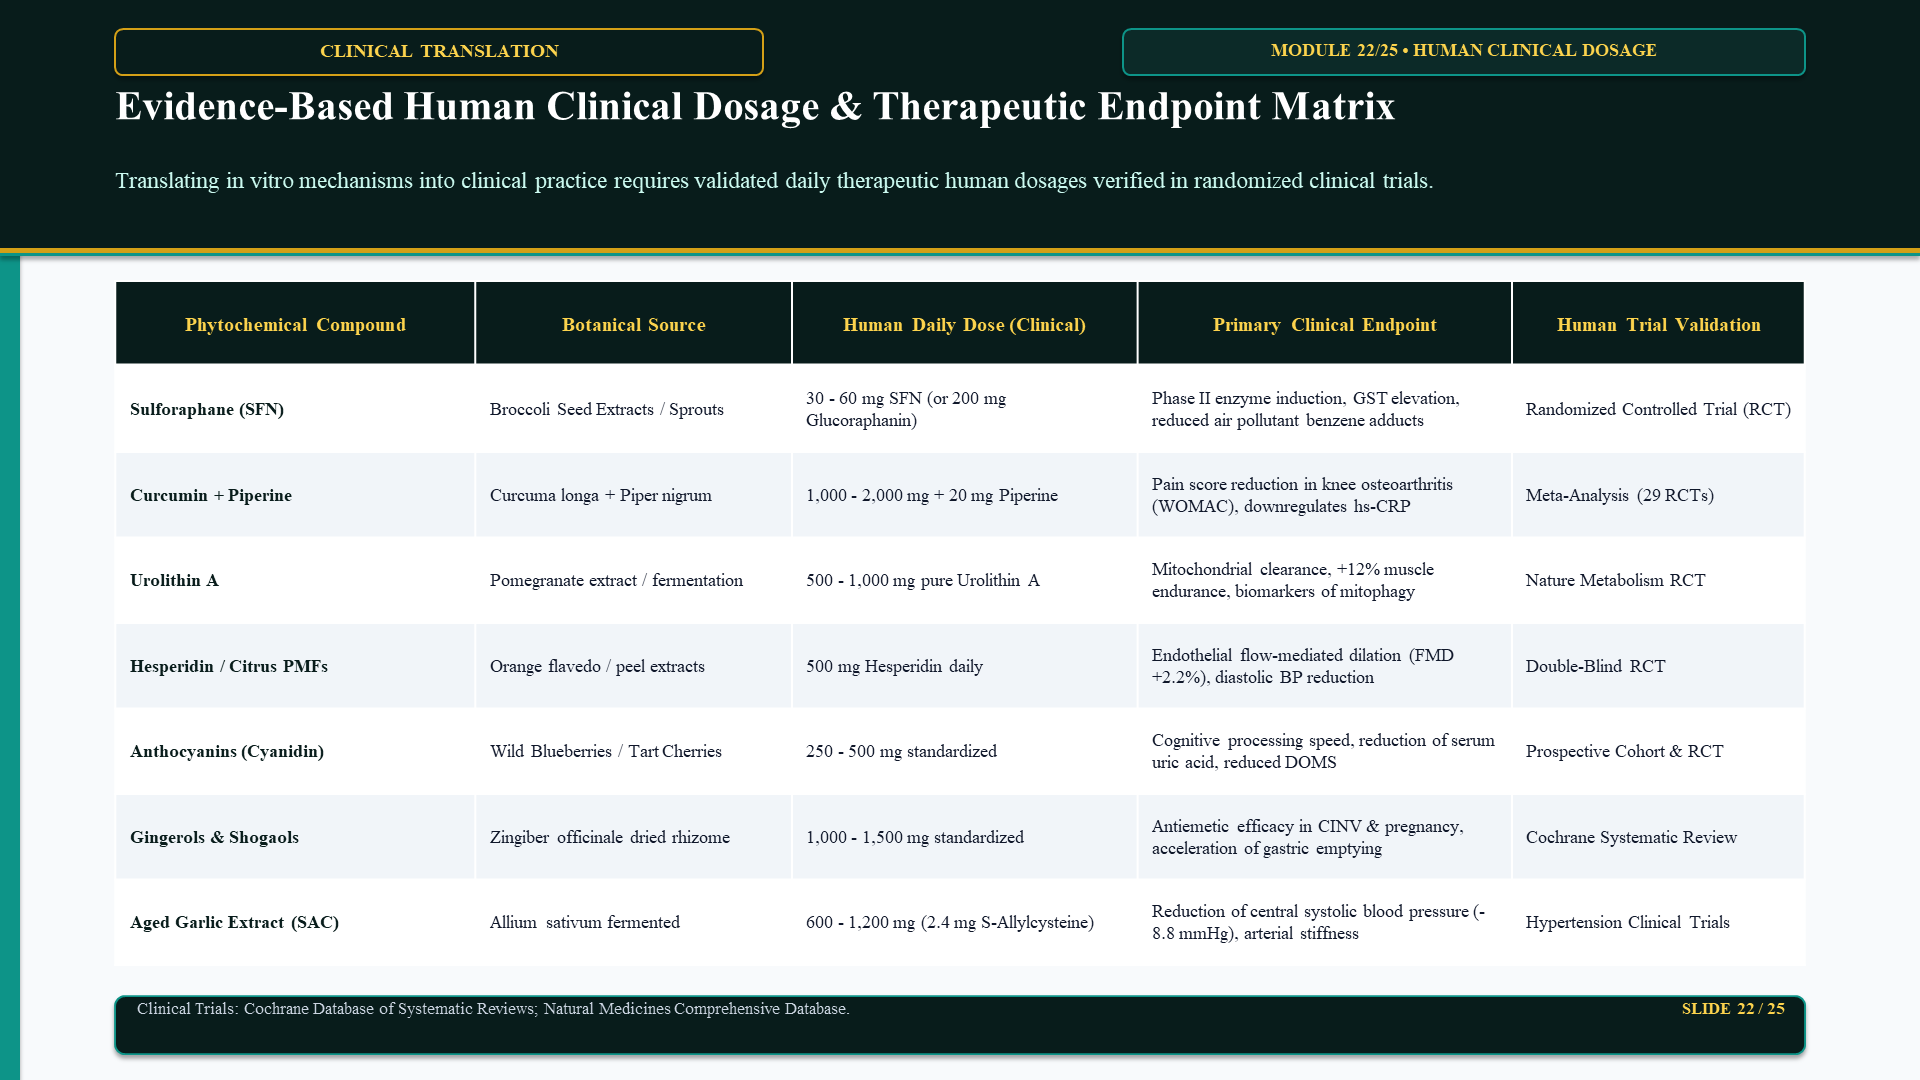 CLINICAL TRANSLATION
MODULE 22/25 • HUMAN CLINICAL DOSAGE
Evidence-Based Human Clinical Dosage & Therapeutic Endpoint Matrix
Translating in vitro mechanisms into clinical practice requires validated daily therapeutic human dosages verified in randomized clinical trials.
Phytochemical Compound
Botanical Source
Human Daily Dose (Clinical)
Primary Clinical Endpoint
Human Trial Validation
Sulforaphane (SFN)
Broccoli Seed Extracts / Sprouts
30 - 60 mg SFN (or 200 mg
Glucoraphanin)
Phase II enzyme induction, GST elevation,
reduced air pollutant benzene adducts
Randomized Controlled Trial (RCT)
Curcumin + Piperine
Curcuma longa + Piper nigrum
1,000 - 2,000 mg + 20 mg Piperine
Pain score reduction in knee osteoarthritis
(WOMAC), downregulates hs-CRP
Meta-Analysis (29 RCTs)
Urolithin A
Pomegranate extract / fermentation
500 - 1,000 mg pure Urolithin A
Mitochondrial clearance, +12% muscle
endurance, biomarkers of mitophagy
Nature Metabolism RCT
Hesperidin / Citrus PMFs
Orange flavedo / peel extracts
500 mg Hesperidin daily
Endothelial flow-mediated dilation (FMD
+2.2%), diastolic BP reduction
Double-Blind RCT
Anthocyanins (Cyanidin)
Wild Blueberries / Tart Cherries
250 - 500 mg standardized
Cognitive processing speed, reduction of serum
uric acid, reduced DOMS
Prospective Cohort & RCT
Gingerols & Shogaols
Zingiber officinale dried rhizome
1,000 - 1,500 mg standardized
Antiemetic efficacy in CINV & pregnancy,
acceleration of gastric emptying
Cochrane Systematic Review
Aged Garlic Extract (SAC)
Allium sativum fermented
600 - 1,200 mg (2.4 mg S-Allylcysteine)
Reduction of central systolic blood pressure (-
8.8 mmHg), arterial stiffness
Hypertension Clinical Trials
Clinical Trials: Cochrane Database of Systematic Reviews; Natural Medicines Comprehensive Database.
SLIDE 22 / 25